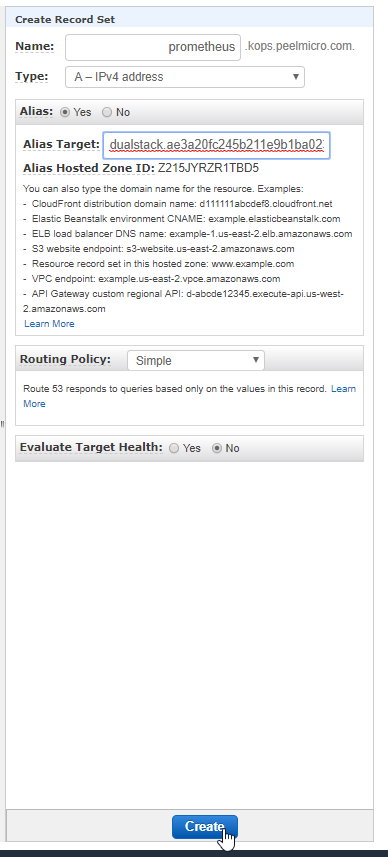 Create Record Set
Name: prometheus .kops.peelmicro.com.
Type: A – IPv4 address
Alias: Yes No
Alias Target: dualstack.ae3a20fc245b211e9b1ba02
Alias Hosted Zone ID: Z215JYRZR1TBD5
You can also type the domain name for the resource. Examples:
- CloudFront distribution domain name: d111111abcdef8.cloudfront.net
- Elastic Beanstalk environment CNAME: example.elasticbeanstalk.com
- ELB load balancer DNS name: example-1.us-east-2.elb.amazonaws.com
- S3 website endpoint: s3-website.us-east-2.amazonaws.com
- Resource record set in this hosted zone: www.example.com
- VPC endpoint: example.us-east-2.vpce.amazonaws.com
- API Gateway custom regional API: d-abcde12345.execute-api.us-west-
2.amazonaws.com
Learn More
Routing Policy: Simple
Route 53 responds to queries based only on the values in this record. Learn
More
Evaluate Target Health: Yes No
Create